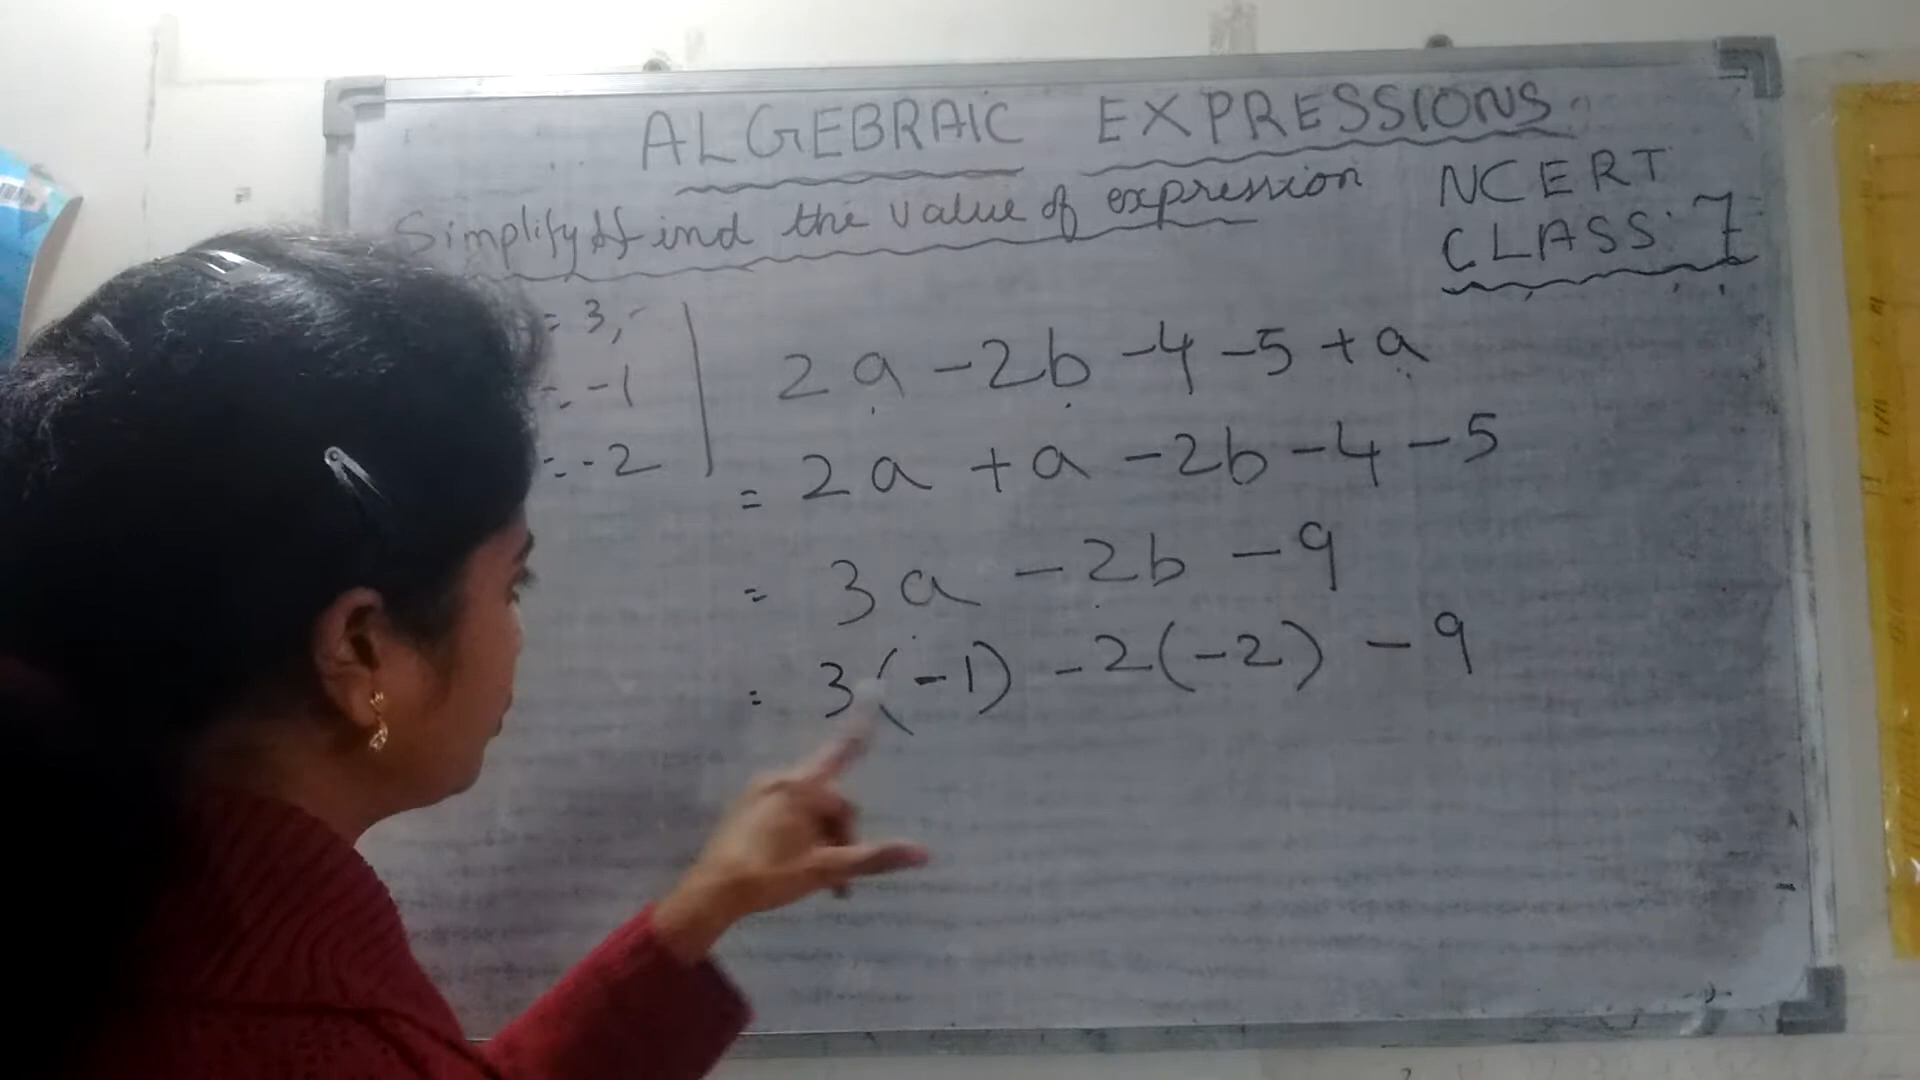 ALGEBRAIC EXPRESSIONS
Simplify & find the value of expression
NCERT
CLASS: 7
= 3,
= -1
= -2
2a - 2b - 4 - 5 + a
= 2a + a - 2b - 4 - 5
= 3a - 2b - 9
= 3(-1) - 2(-2) - 9